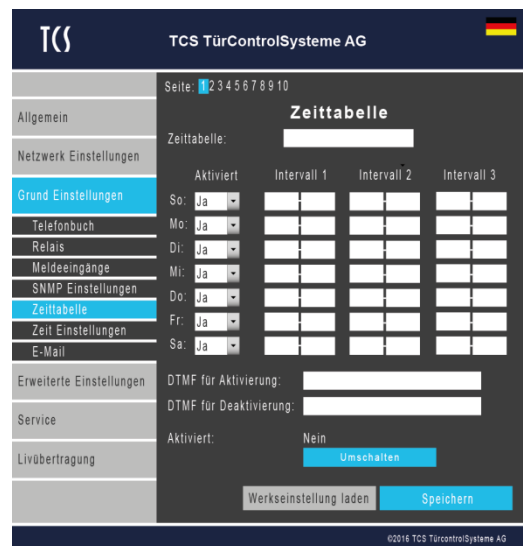 TCS
TCS TürControlSysteme AG
Seite: 1 2 3 4 5 6 7 8 9 10
Zeittabelle
Zeittabelle:
Aktiviert Intervall 1 Intervall 2 Intervall 3
So: Ja - - -
Mo: Ja - - -
Di: Ja - - -
Mi: Ja - - -
Do: Ja - - -
Fr: Ja - - -
Sa: Ja - - -
DTMF für Aktivierung:
DTMF für Deaktivierung:
Aktiviert: Nein
Umschalten
Werkseinstellung laden Speichern
Allgemein
Netzwerk Einstellungen
Grund Einstellungen
Telefonbuch
Relais
Meldeeingänge
SNMP Einstellungen
Zeittabelle
Zeit Einstellungen
E-Mail
Erweiterte Einstellungen
Service
Livübertragung
©2016 TCS TürcontrolSysteme AG